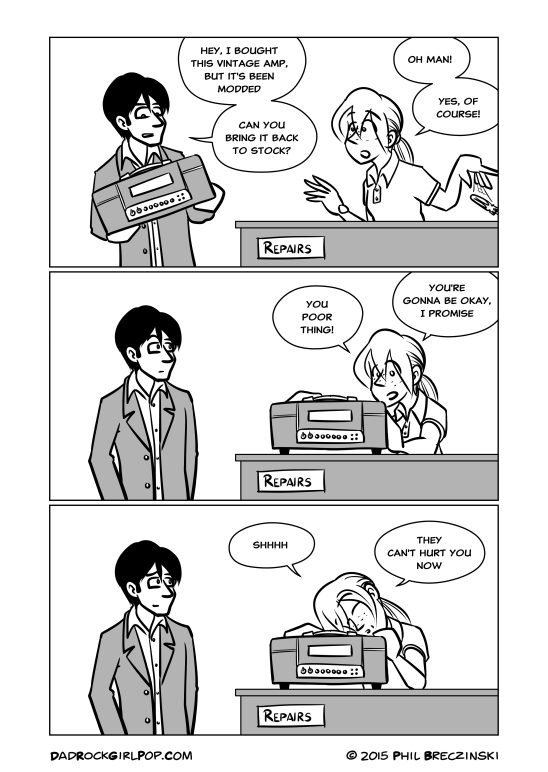 HEY, I BOUGHT
THIS VINTAGE AMP,
BUT IT'S BEEN
MODDED
CAN YOU
BRING IT BACK
TO STOCK?
OH MAN!
YES, OF
COURSE!
REPAIRS
YOU
POOR
THING!
YOU'RE
GONNA BE OKAY,
I PROMISE
REPAIRS
SHHHH
THEY
CAN'T HURT YOU
NOW
REPAIRS
DADROCKGIRLPOP.COM
© 2015 PHIL BRECZINSKI